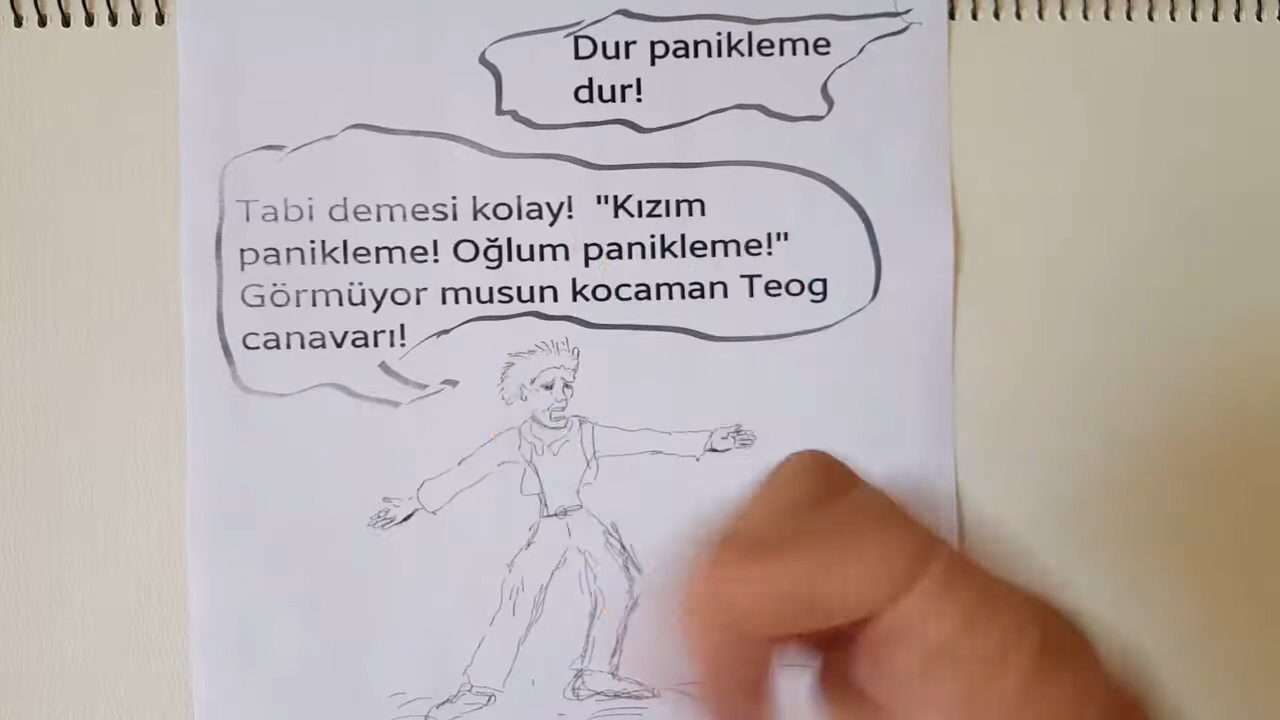 Dur panikleme
dur!
Tabi demesi kolay! "Kızım
panikleme! Oğlum panikleme!"
Görmüyor musun kocaman Teog
canavarı!